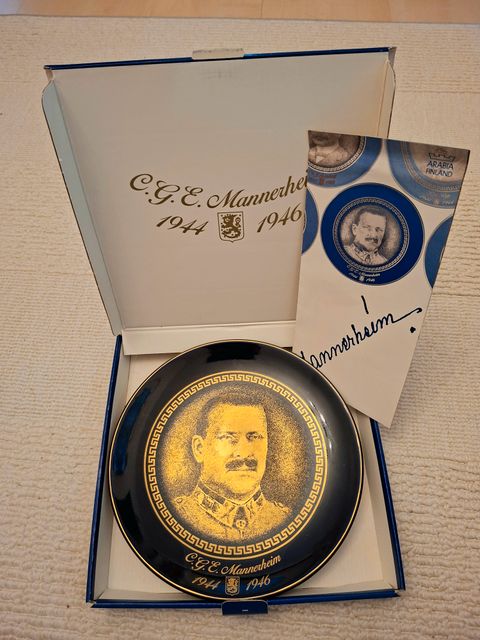 C.G.E. Mannerheim
1944 1946
ARABIA
FINLAND
Mannerheim
C.G.E. Mannerheim
1944 1946